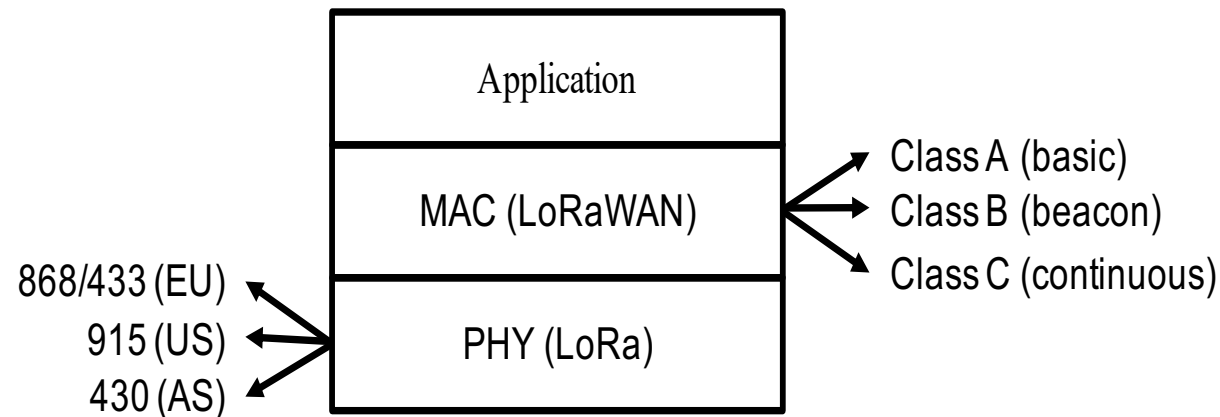 Application
MAC (LoRaWAN)
Class A (basic)
Class B (beacon)
Class C (continuous)
868/433 (EU)
915 (US)
430 (AS)
PHY (LoRa)